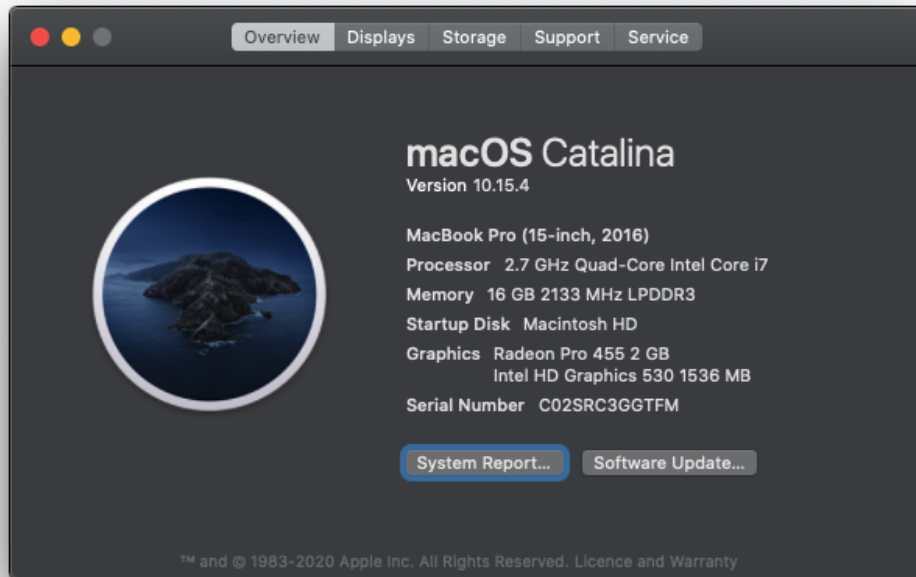 Overview Displays Storage Support Service
macOS Catalina
Version 10.15.4
MacBook Pro (15-inch, 2016)
Processor 2.7 GHz Quad-Core Intel Core i7
Memory 16 GB 2133 MHz LPDDR3
Startup Disk Macintosh HD
Graphics Radeon Pro 455 2 GB
Intel HD Graphics 530 1536 MB
Serial Number C02SRC3GGTFM
System Report... Software Update...
™ and © 1983-2020 Apple Inc. All Rights Reserved. Licence and Warranty